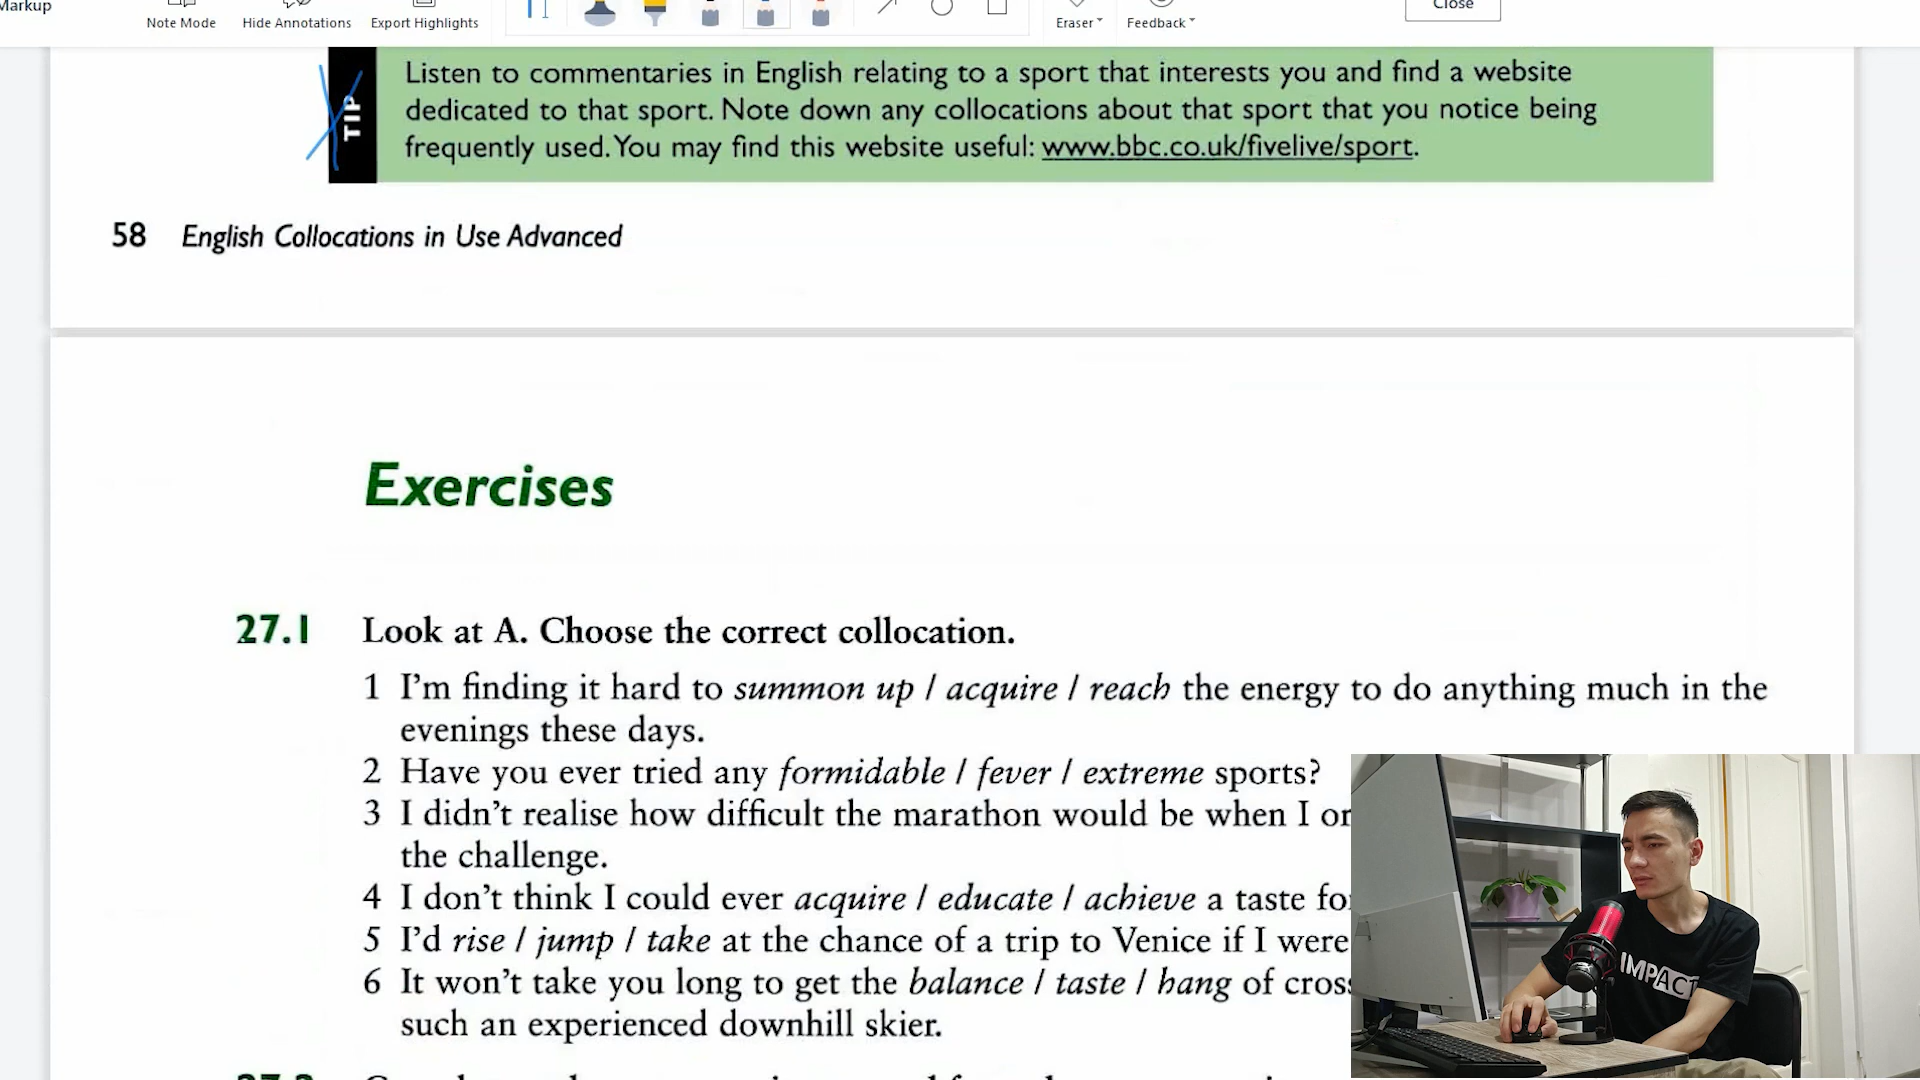 Markup
Note Mode
Hide Annotations
Export Highlights
Eraser
Feedback
Close
TIP
Listen to commentaries in English relating to a sport that interests you and find a website
dedicated to that sport. Note down any collocations about that sport that you notice being
frequently used. You may find this website useful: www.bbc.co.uk/fivelive/sport.
58 English Collocations in Use Advanced
Exercises
27.1 Look at A. Choose the correct collocation.
1 I'm finding it hard to summon up / acquire / reach the energy to do anything much in the
evenings these days.
2 Have you ever tried any formidable / fever / extreme sports?
3 I didn't realise how difficult the marathon would be when I
the challenge.
4 I don't think I could ever acquire / educate / achieve a taste
5 I'd rise / jump / take at the chance of a trip to Venice if I were
6 It won't take you long to get the balance / taste / hang of
such an experienced downhill skier.
IMPACT